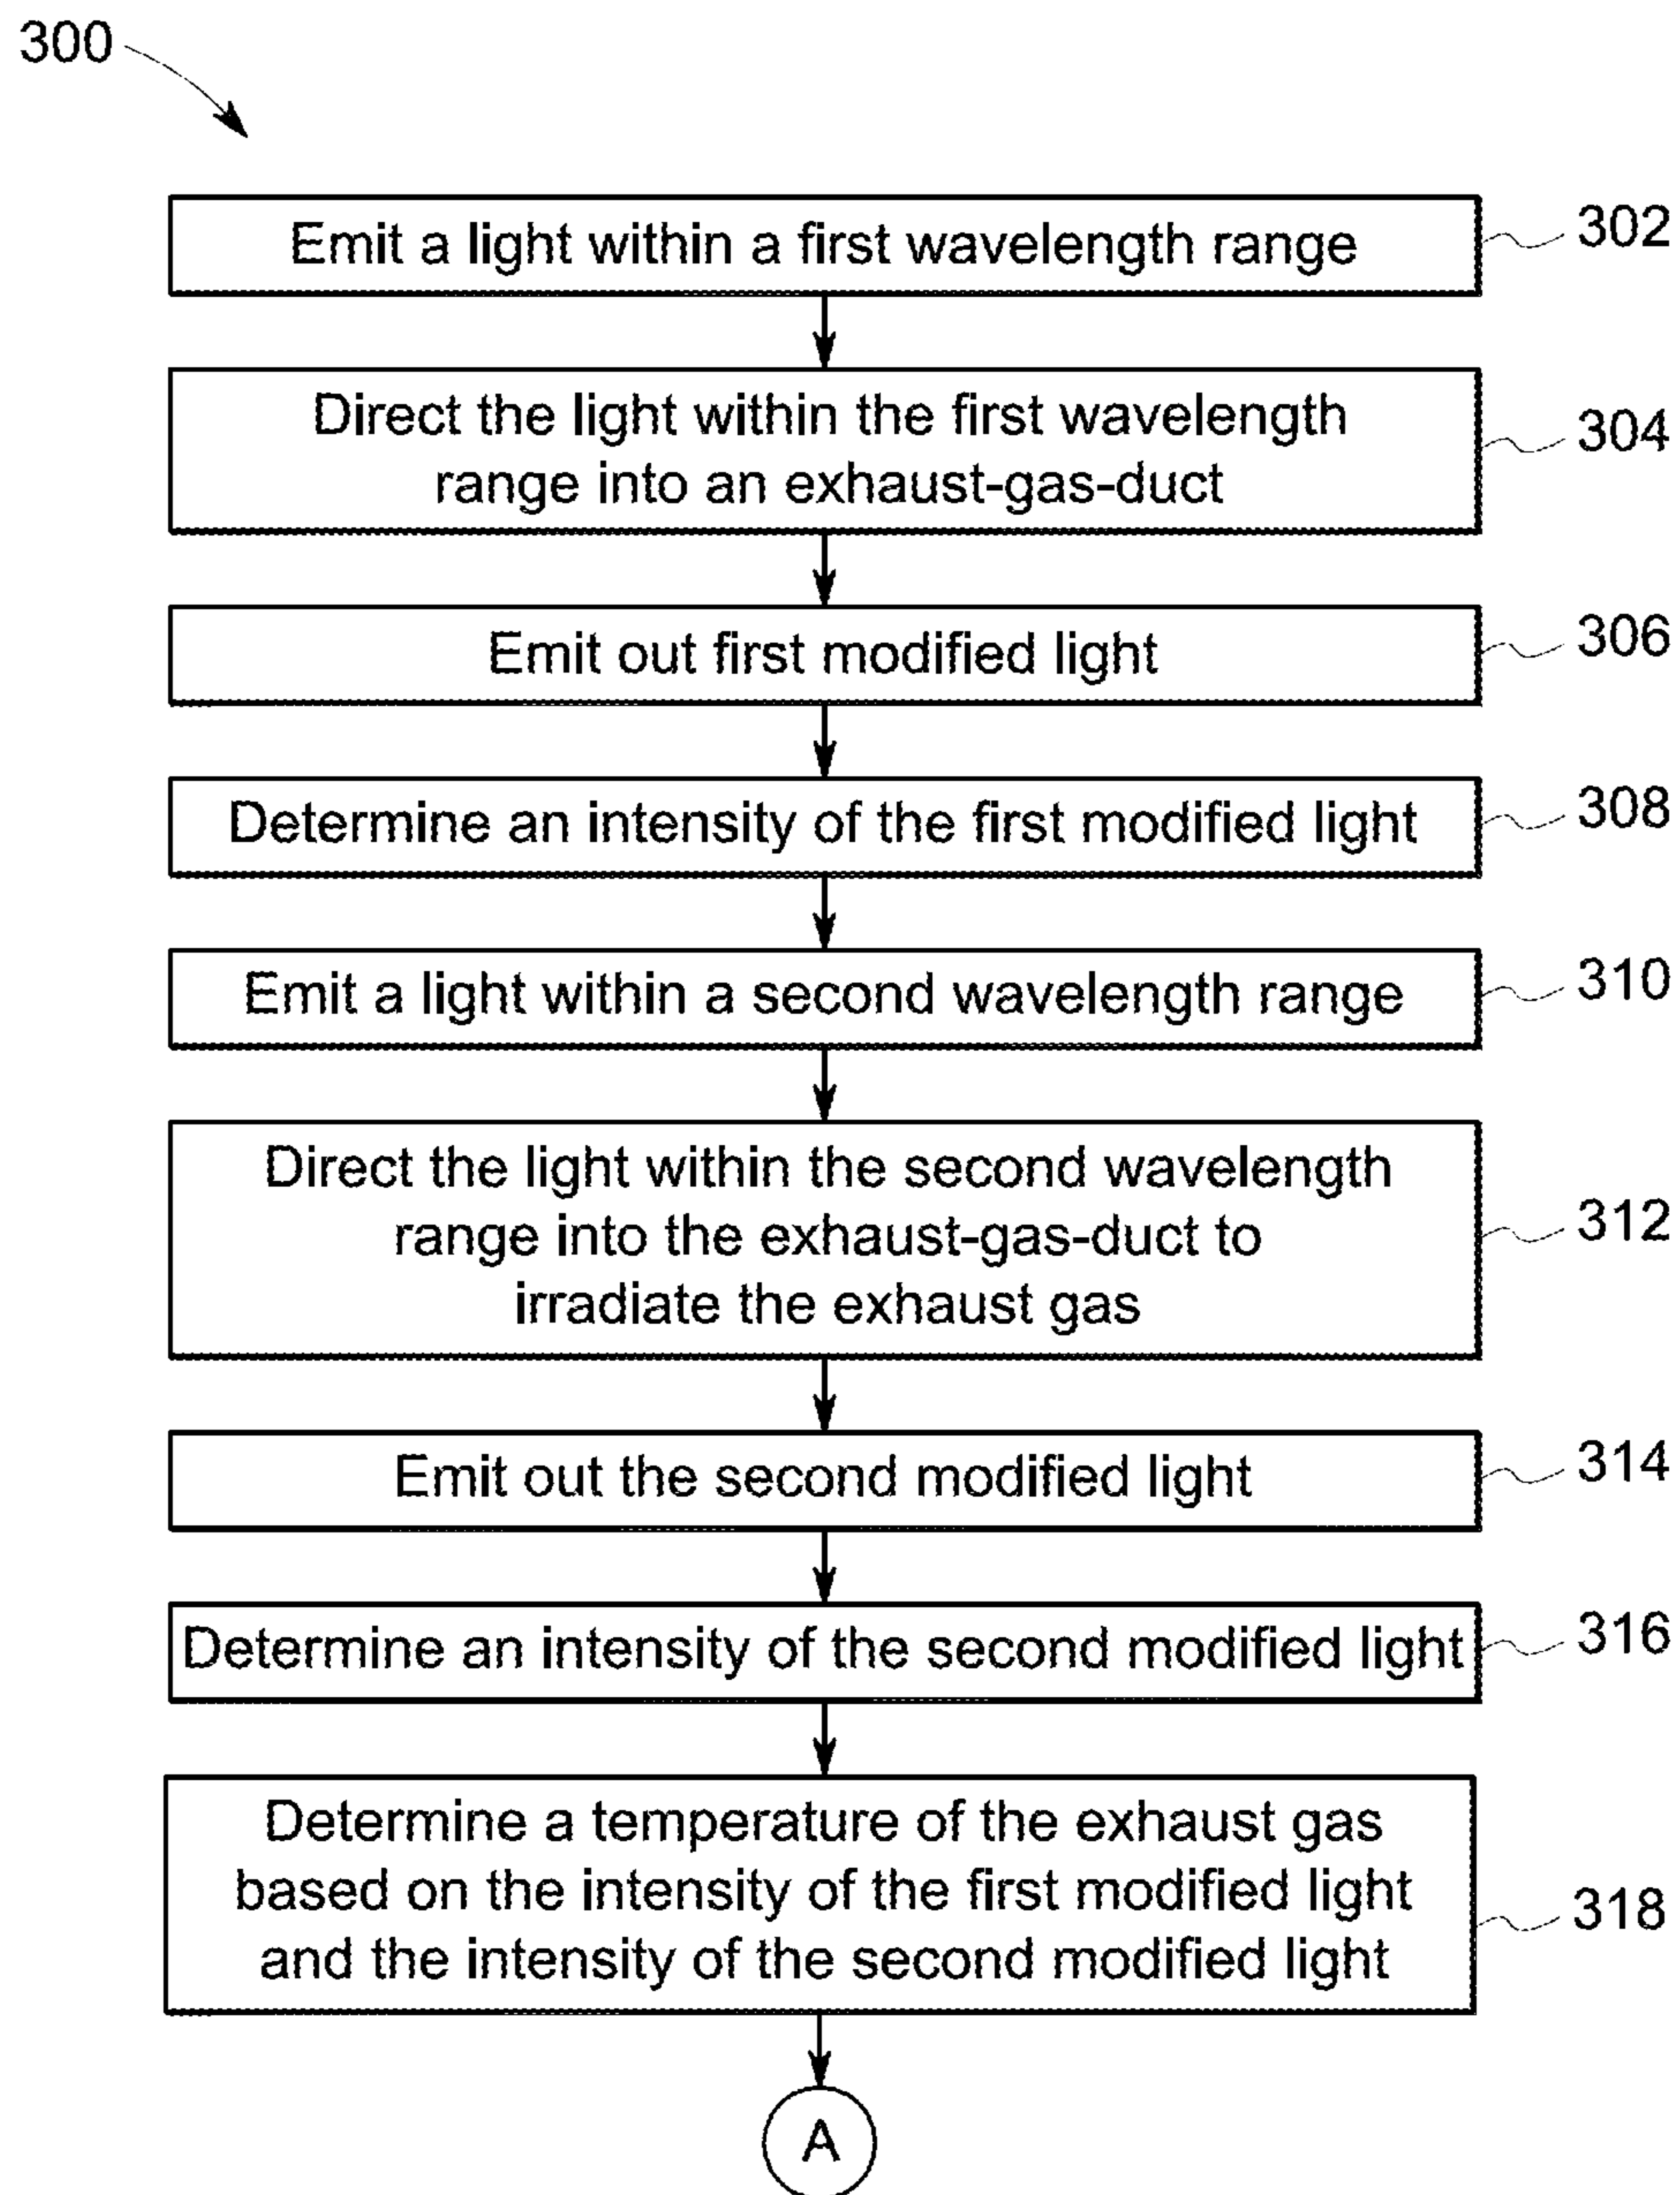 300
Emit a light within a first wavelength range
302
Direct the light within the first wavelength
range into an exhaust-gas-duct
304
Emit out first modified light
306
Determine an intensity of the first modified light
308
Emit a light within a second wavelength range
310
Direct the light within the second wavelength
range into the exhaust-gas-duct to
irradiate the exhaust gas
312
Emit out the second modified light
314
Determine an intensity of the second modified light
316
Determine a temperature of the exhaust gas
based on the intensity of the first modified light
and the intensity of the second modified light
318
A